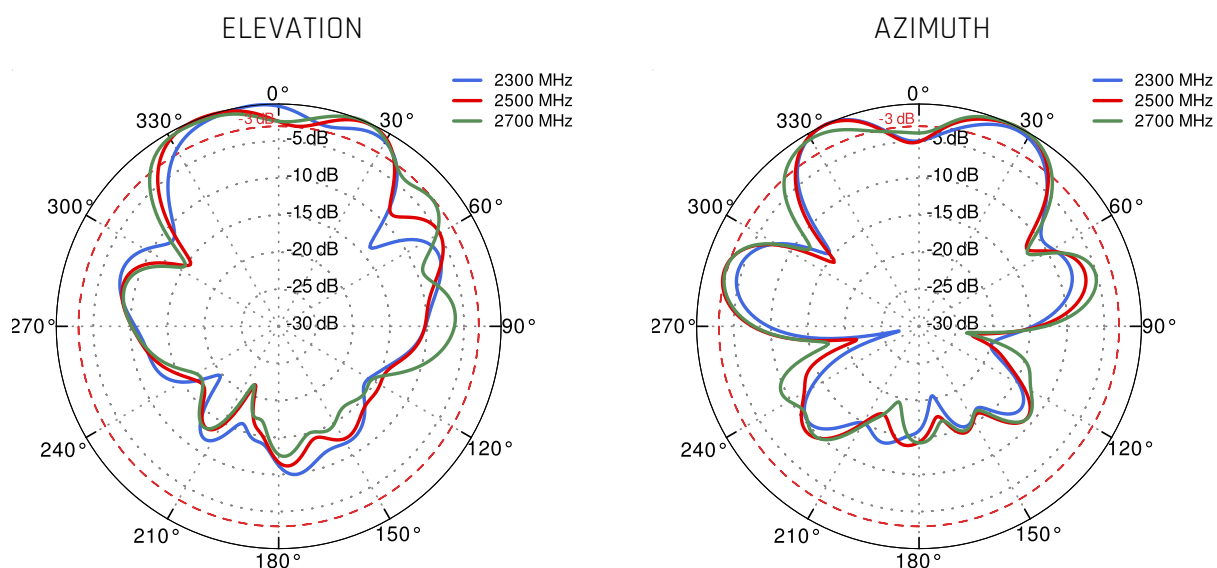 ELEVATION
2300 MHz
2500 MHz
2700 MHz
0°
-3 dB
330°
30°
-5 dB
-10 dB
300°
60°
-15 dB
-20 dB
-25 dB
270°
-30 dB
90°
240°
120°
210°
150°
180°
AZIMUTH
2300 MHz
2500 MHz
2700 MHz
0°
-3 dB
330°
30°
dB
-10 dB
300°
60°
-15 dB
-20 dB
-25 dB
270°
-30 dB
90°
240°
120°
210°
150°
180°